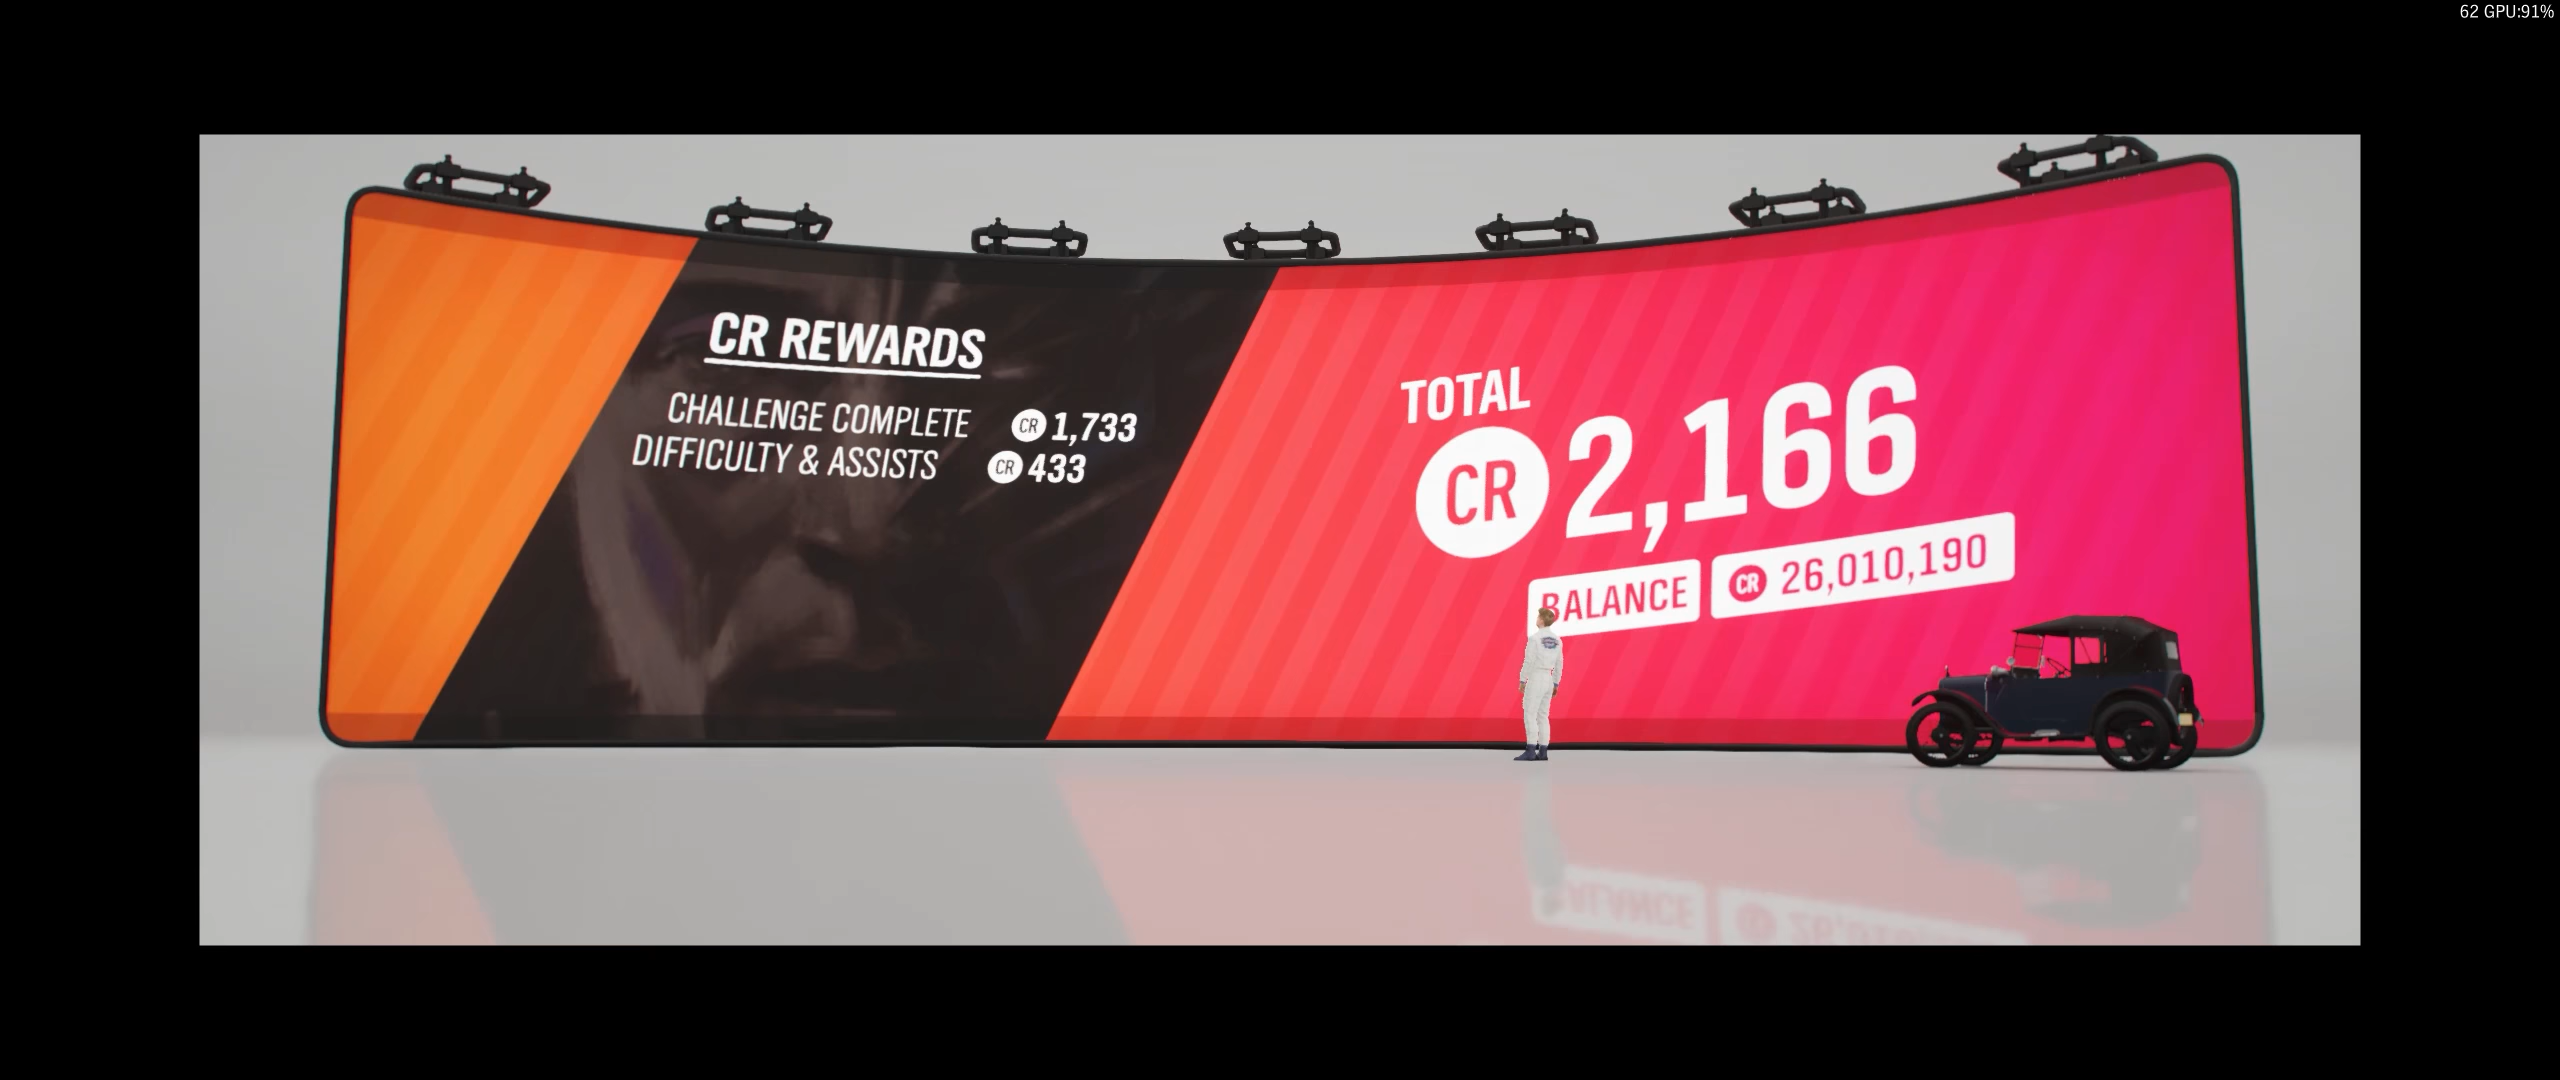 62 GPU:91%
CR REWARDS
CHALLENGE COMPLETE CR 1,733
DIFFICULTY & ASSISTS CR 433
TOTAL
CR 2,166
BALANCE CR 26,010,190